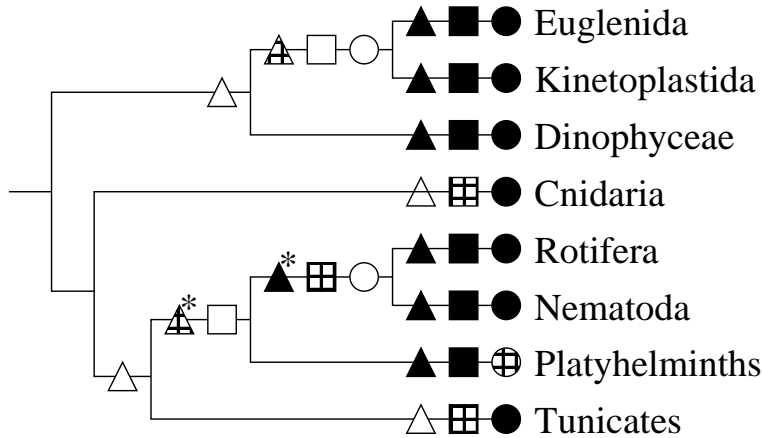 Euglenida
Kinetoplastida
Dinophyceae
Cnidaria
*
Rotifera
*
Nematoda
Platyhelminths
Tunicates